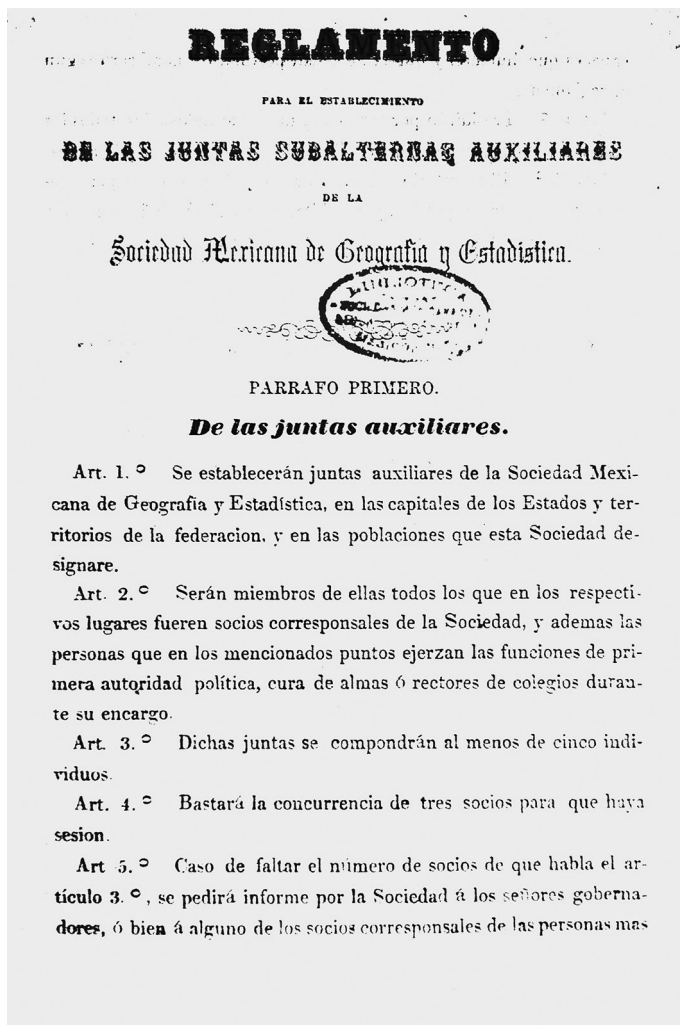 REGLAMENTO
PARA EL ESTABLECIMIENTO
DE LAS JUNTAS SUBALTERNAS AUXILIARES
DE LA
Sociedad Mexicana de Geografia y Estadistica.
BIBLIOTECA
PARRAFO PRIMERO.
De las juntas auxiliares.
Art. 1.º Se establecerán juntas auxiliares de la Sociedad Mexi-
cana de Geografia y Estadística, en las capitales de los Estados y ter-
ritorios de la federacion, y en las poblaciones que esta Sociedad de-
signare.
Art. 2.º Serán miembros de ellas todos los que en los respecti-
vos lugares fueren socios corresponsales de la Sociedad, y ademas las
personas que en los mencionados puntos ejerzan las funciones de pri-
mera autoridad política, cura de almas ó rectores de colegios duran-
te su encargo.
Art. 3.º Dichas juntas se compondrán al menos de cinco indi-
viduos.
Art. 4.º Bastará la concurrencia de tres socios para que haya
sesion.
Art 5.º Caso de faltar el número de socios de que habla el ar-
tículo 3.º, se pedirá informe por la Sociedad á los señores goberna-
dores, ó bien á alguno de los socios corresponsales de las personas mas